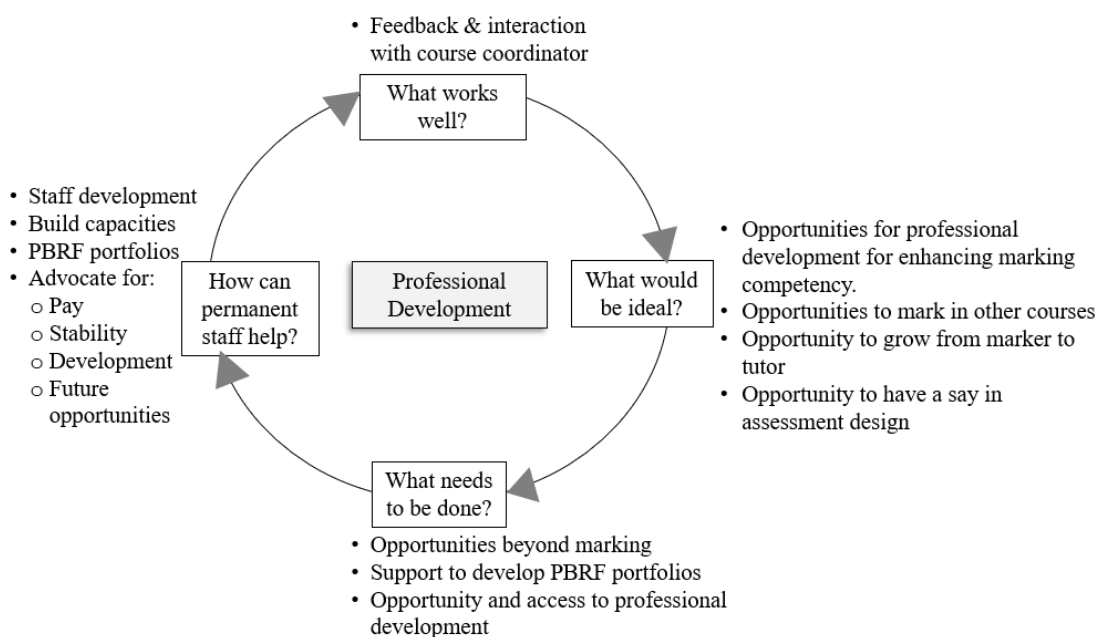 • Feedback & interaction
with course coordinator
What works
well?
• Opportunities for professional
development for enhancing marking
competency.
• Opportunities to mark in other courses
• Opportunity to grow from marker to
tutor
• Opportunity to have a say in
assessment design
What would
be ideal?
Professional
Development
What needs
to be done?
• Opportunities beyond marking
• Support to develop PBRF portfolios
• Opportunity and access to professional
development
• Staff development
• Build capacities
• PBRF portfolios
• Advocate for:
o Pay
o Stability
o Development
o Future
opportunities
How can
permanent
staff help?